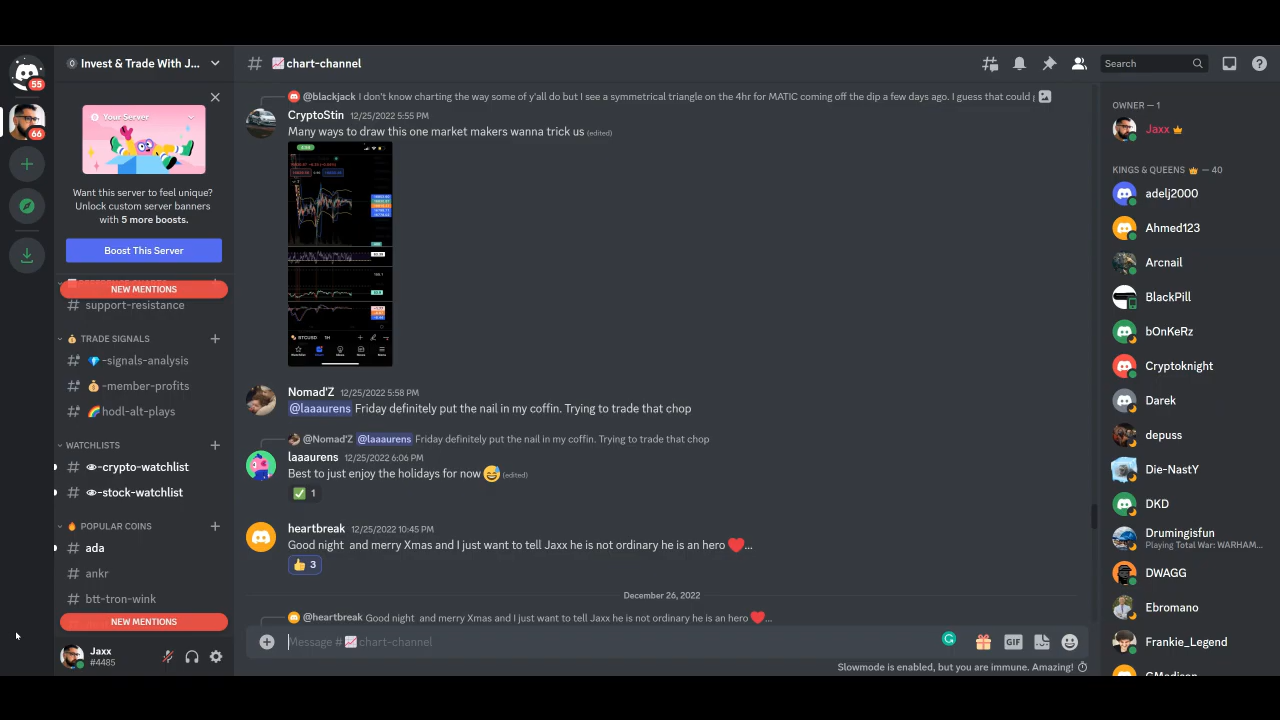 55
66
Invest & Trade With J...
Your Server
Want this server to feel unique?
Unlock custom server banners
with 5 more boosts.
Boost This Server
NEW MENTIONS
support-resistance
TRADE SIGNALS
-signals-analysis
-member-profits
hodl-alt-plays
WATCHLISTS
-crypto-watchlist
-stock-watchlist
POPULAR COINS
ada
ankr
btt-tron-wink
NEW MENTIONS
Jaxx
#4485
chart-channel
Search
@blackjack I don't know charting the way some of y'all do but I see a symmetrical triangle on the 4hr for MATIC coming off the dip a few days ago. I guess that could
CryptoStin 12/25/2022 5:55 PM
Many ways to draw this one market makers wanna trick us (edited)
BTCUSD 1H
Nomad'Z 12/25/2022 5:58 PM
@laaaurens Friday definitely put the nail in my coffin. Trying to trade that chop
@Nomad'Z @laaaurens Friday definitely put the nail in my coffin. Trying to trade that chop
laaaurens 12/25/2022 6:06 PM
Best to just enjoy the holidays for now 😅 (edited)
✅ 1
heartbreak 12/25/2022 10:45 PM
Good night and merry Xmas and I just want to tell Jaxx he is not ordinary he is an hero ❤️...
👍 3
December 26, 2022
@heartbreak Good night and merry Xmas and I just want to tell Jaxx he is not ordinary he is an hero ❤️...
Message # 📈 chart-channel
GIF
Slowmode is enabled, but you are immune. Amazing!
OWNER — 1
Jaxx
KINGS & QUEENS 👑 — 40
adelj2000
Ahmed123
Arcnail
BlackPill
bOnKeRz
Cryptoknight
Darek
depuss
Die-NastY
DKD
Drumingisfun
Playing Total War: WARHAM...
DWAGG
Ebromano
Frankie_Legend